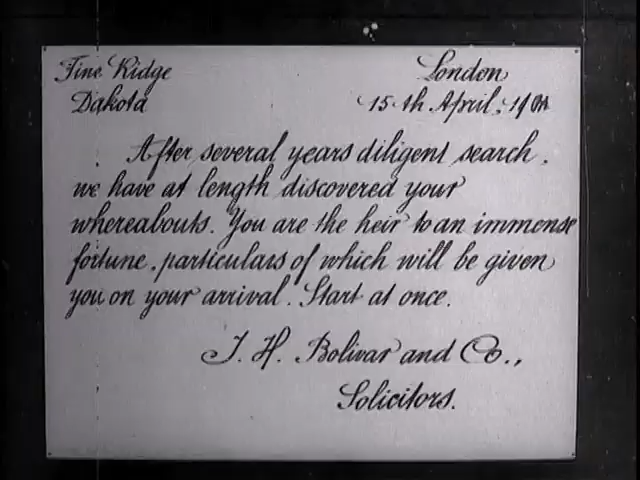 Pine Ridge
Dakota
London
15th April, 1901
After several years diligent search,
we have at length discovered your
whereabouts. You are the heir to an immense
fortune, particulars of which will be given
you on your arrival. Start at once.
J. H. Bolivar and Co.,
Solicitors.